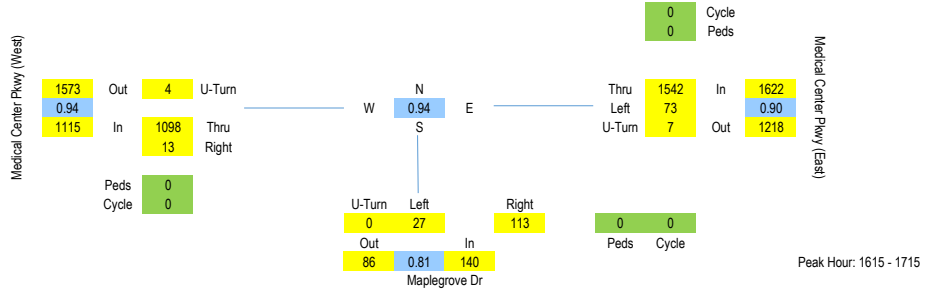 0 Cycle
0 Peds
Medical Center Pkwy (West)
1573 Out 4 U-Turn
0.94
1115 In 1098 Thru
13 Right
Peds 0
Cycle 0
N
W 0.94 E
S
Thru 1542 In 1622
Left 73 0.90
U-Turn 7 Out 1218
Medical Center Pkwy (East)
U-Turn Left Right
0 27 113
Out In
86 0.81 140
Maplegrove Dr
0 0
Peds Cycle
Peak Hour: 1615 - 1715